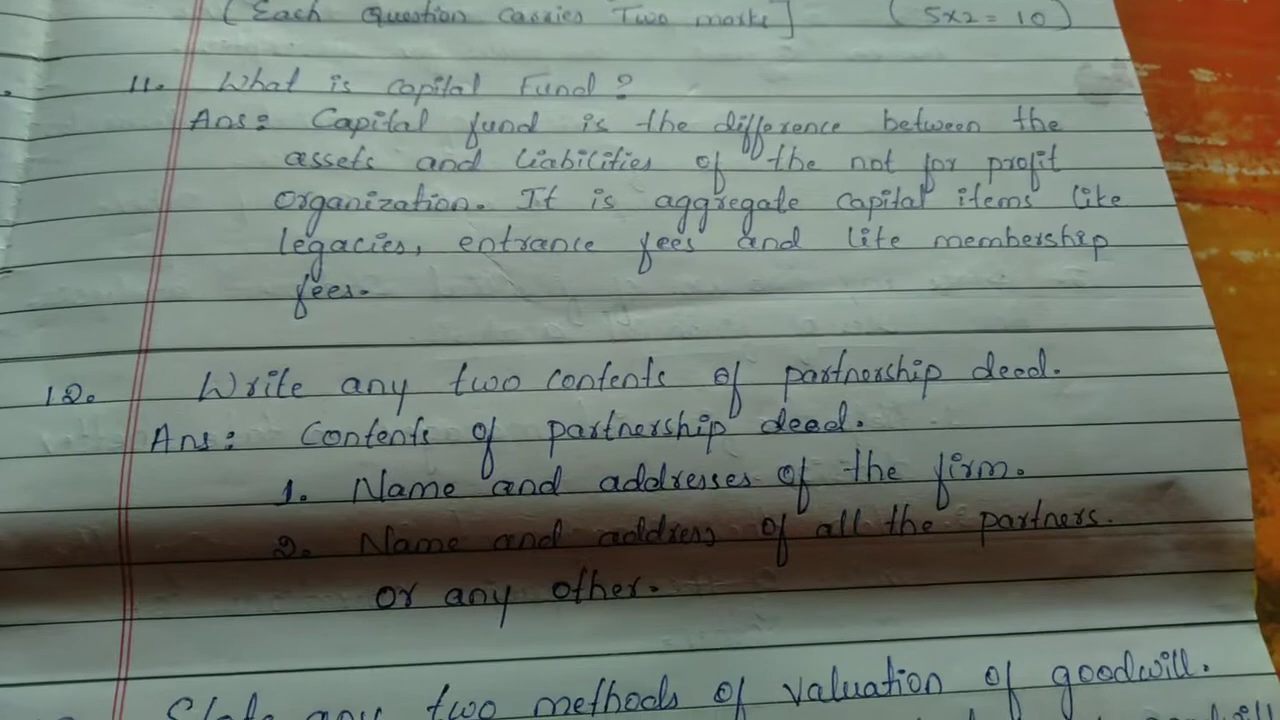 (Each Question Carries Two marks] (5x2=10)
11. What is capital Fund?
Ans: Capital fund is the difference between the
assets and liabilities of the not for profit
organization. It is aggregate capital items like
legacies, entrance fees and life membership
fees.
12. Write any two contents of partnership deed.
Ans: Contents of partnership deed.
1. Name and addresses of the firm.
2. Name and address of all the partners.
or any other.
State any two methods of valuation of goodwill.